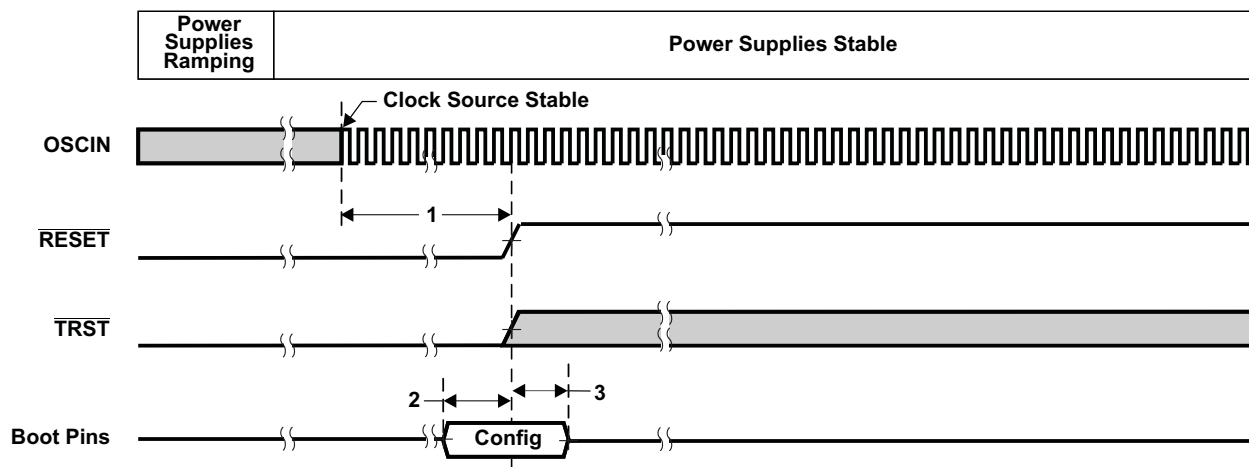 Power
Supplies
Ramping
Power Supplies Stable
Clock Source Stable
OSCIN
1
RESET
TRST
2
3
Boot Pins
Config